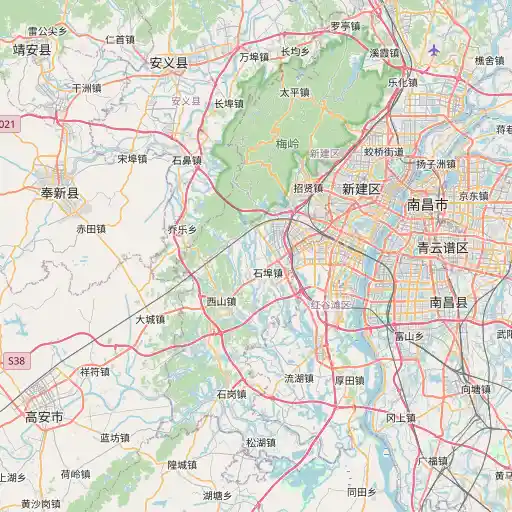 罗亭镇
雷公尖乡
仁首镇
长均乡
溪霞镇
靖安县
安义县
万埠镇
樵舍镇
乐化镇
干洲镇
太平镇
安义县
长埠镇
021
蒋巷
梅岭
新建区
蛟桥街道
宋埠镇
石鼻镇
扬子洲镇
招贤镇
新建区
奉新县
京东镇
南昌市
赤田镇
乔乐乡
青云谱区
石埠镇
西山镇
红谷滩区
南昌县
大城镇
富山乡
武阳
S38
祥符镇
流湖镇
厚田镇
向塘镇
石岗镇
高安市
冈上镇
蓝坊镇
松湖镇
隍城镇
广福镇
上湖乡
荷岭镇
黄马
湖塘乡
同田乡
黄沙岗镇